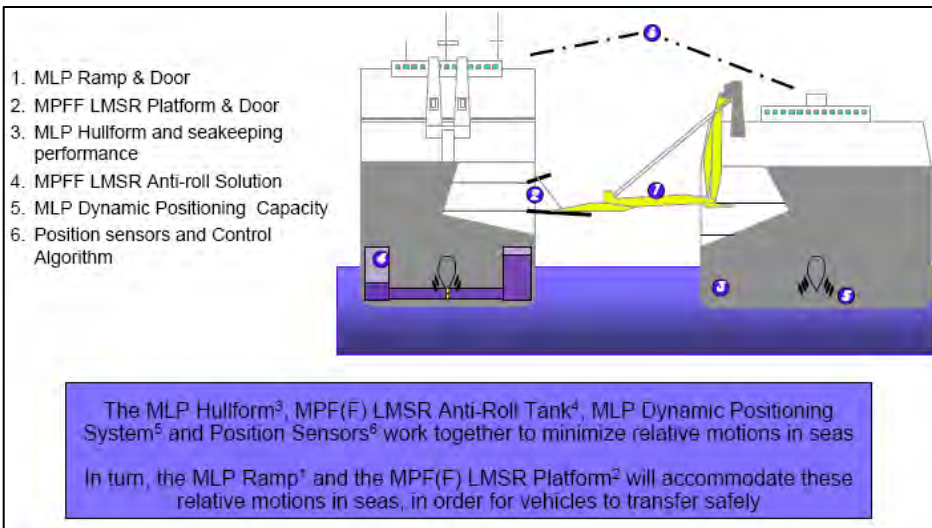 1. MLP Ramp & Door
2. MPFF LMSR Platform & Door
3. MLP Hullform and seakeeping
performance
4. MPFF LMSR Anti-roll Solution
5. MLP Dynamic Positioning Capacity
6. Position sensors and Control
Algorithm
6
2
1
4
3
5
The MLP Hullform³, MPF(F) LMSR Anti-Roll Tank⁴, MLP Dynamic Positioning
System⁵ and Position Sensors⁶ work together to minimize relative motions in seas
In turn, the MLP Ramp¹ and the MPF(F) LMSR Platform² will accommodate these
relative motions in seas, in order for vehicles to transfer safely